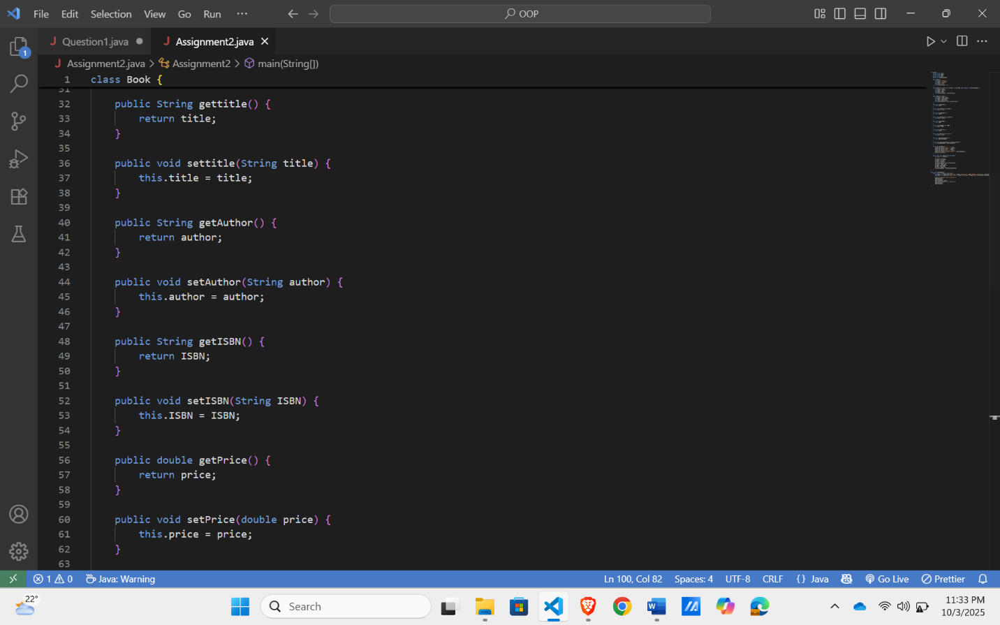 File Edit Selection View Go Run ··· OOP
Question1.java Assignment2.java
Assignment2.java > Assignment2 > main(String[])
1 class Book {
31
32 public String gettitle() {
33 return title;
34 }
35
36 public void settitle(String title) {
37 this.title = title;
38 }
39
40 public String getAuthor() {
41 return author;
42 }
43
44 public void setAuthor(String author) {
45 this.author = author;
46 }
47
48 public String getISBN() {
49 return ISBN;
50 }
51
52 public void setISBN(String ISBN) {
53 this.ISBN = ISBN;
54 }
55
56 public double getPrice() {
57 return price;
58 }
59
60 public void setPrice(double price) {
61 this.price = price;
62 }
63
1 0 Java: Warning Ln 100, Col 82 Spaces: 4 UTF-8 CRLF {} Java Go Live Prettier
22° Search 11:33 PM
10/3/2025